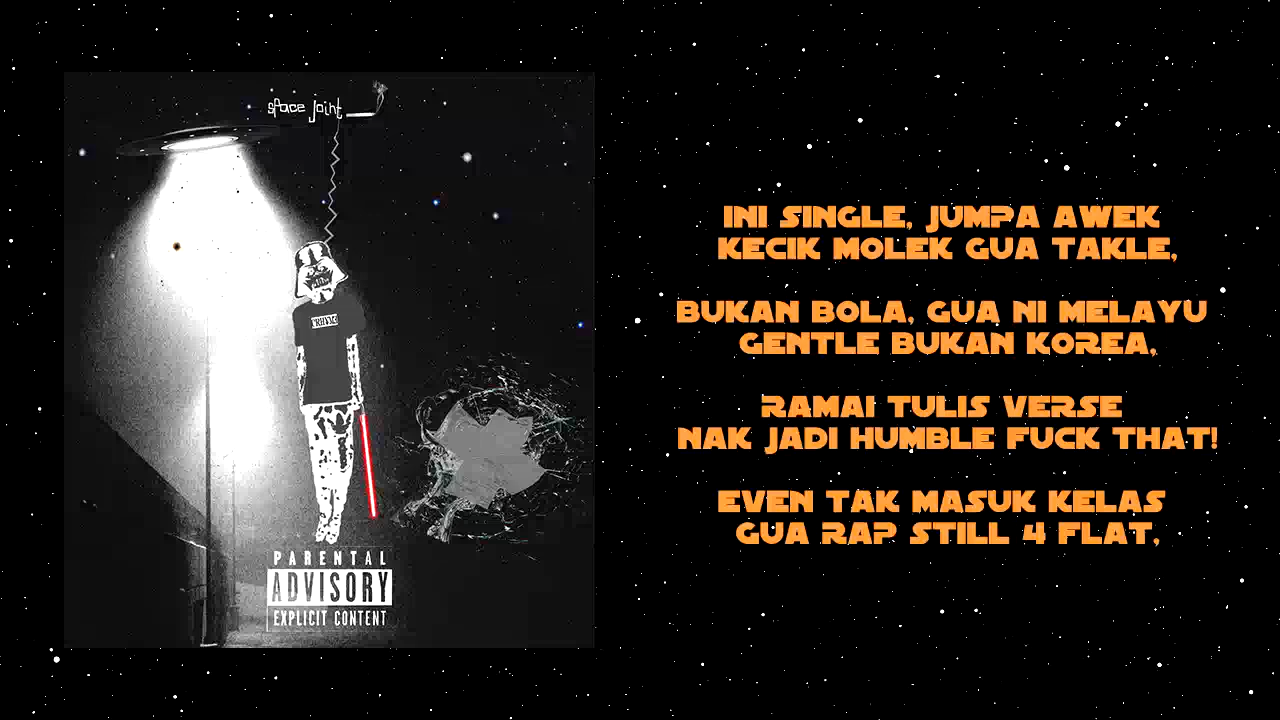 space joint
PARENTAL
ADVISORY
EXPLICIT CONTENT
INI SINGLE, JUMPA AWEK
KECIK MOLEK GUA TAKLE,
BUKAN BOLA, GUA NI MELAYU
GENTLE BUKAN KOREA,
RAMAI TULIS VERSE
NAK JADI HUMBLE FUCK THAT!
EVEN TAK MASUK KELAS
GUA RAP STILL 4 FLAT,